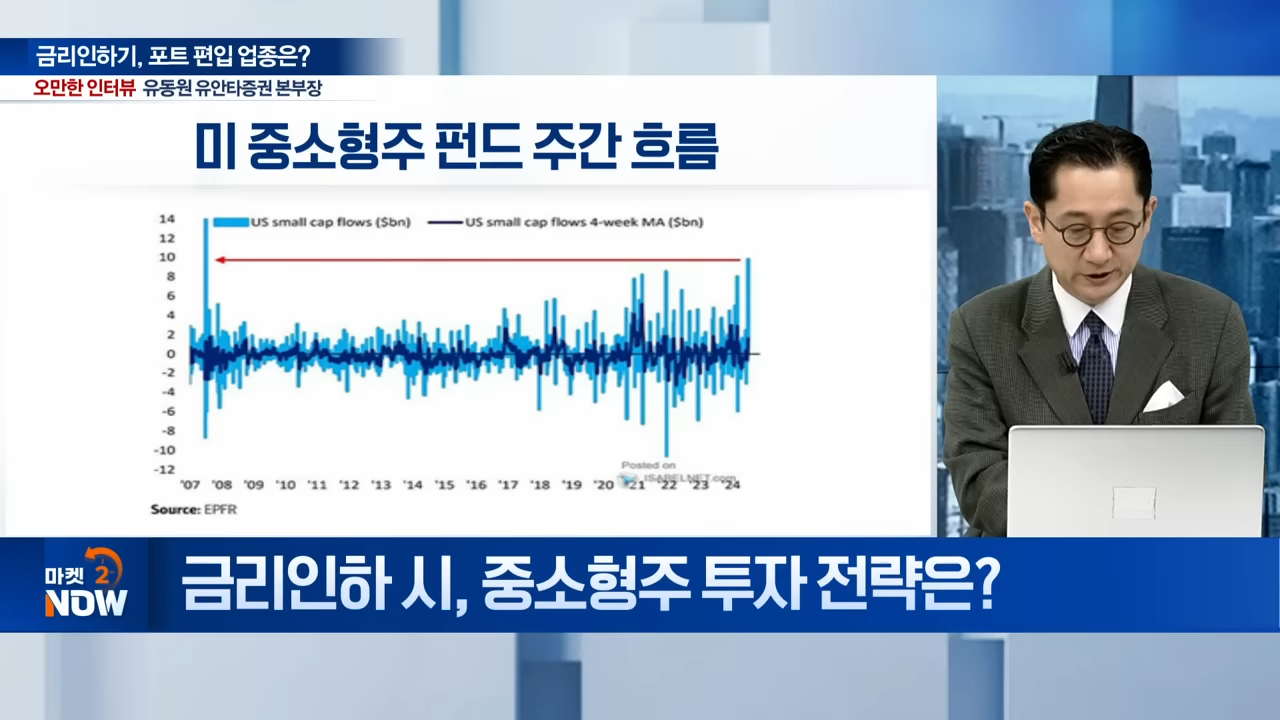 금리인하기, 포트 편입 업종은?
오만한 인터뷰 유동원 유안타증권 본부장
미 중소형주 펀드 주간 흐름
US small cap flows ($bn) US small cap flows 4-week MA ($bn)
14
12
10
8
6
4
2
0
-2
-4
-6
-8
-10
-12
Posted on
ISABELNET.com
'07 '08 '09 '10 '11 '12 '13 '14 '15 '16 '17 '18 '19 '20 '21 '22 '23 '24
Source: EPFR
마켓 2
NOW
금리인하 시, 중소형주 투자 전략은?